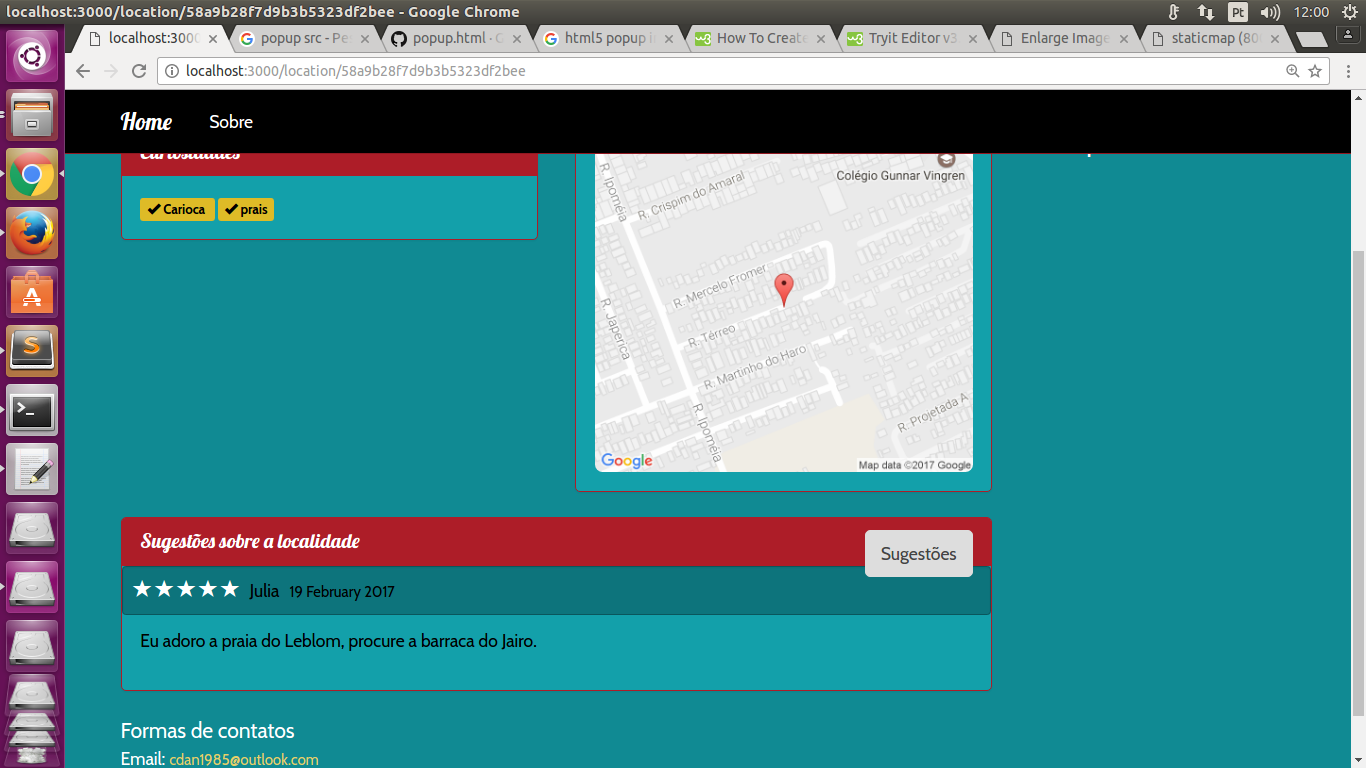 localhost:3000/location/58a9b28f7d9b3b5323df2bee - Google Chrome
Pt
12:00
localhost:3000
popup src - Pes
popup.html · G
html5 popup i
How To Create
Tryit Editor v3
Enlarge Image
staticmap (80
localhost:3000/location/58a9b28f7d9b3b5323df2bee
Home
Sobre
Curiosidades
Carioca
prais
Colégio Gunnar Vingren
R. Ipoméia
R. Crispim do Amaral
R. Mercelo Fromer
R. Térreo
R. Japerica
R. Martinho do Haro
R. Ipoméia
R. Projetada A
Google
Map data ©2017 Google
Sugestões sobre a localidade
Sugestões
Julia 19 February 2017
Eu adoro a praia do Leblom, procure a barraca do Jairo.
Formas de contatos
Email: cdan1985@outlook.com